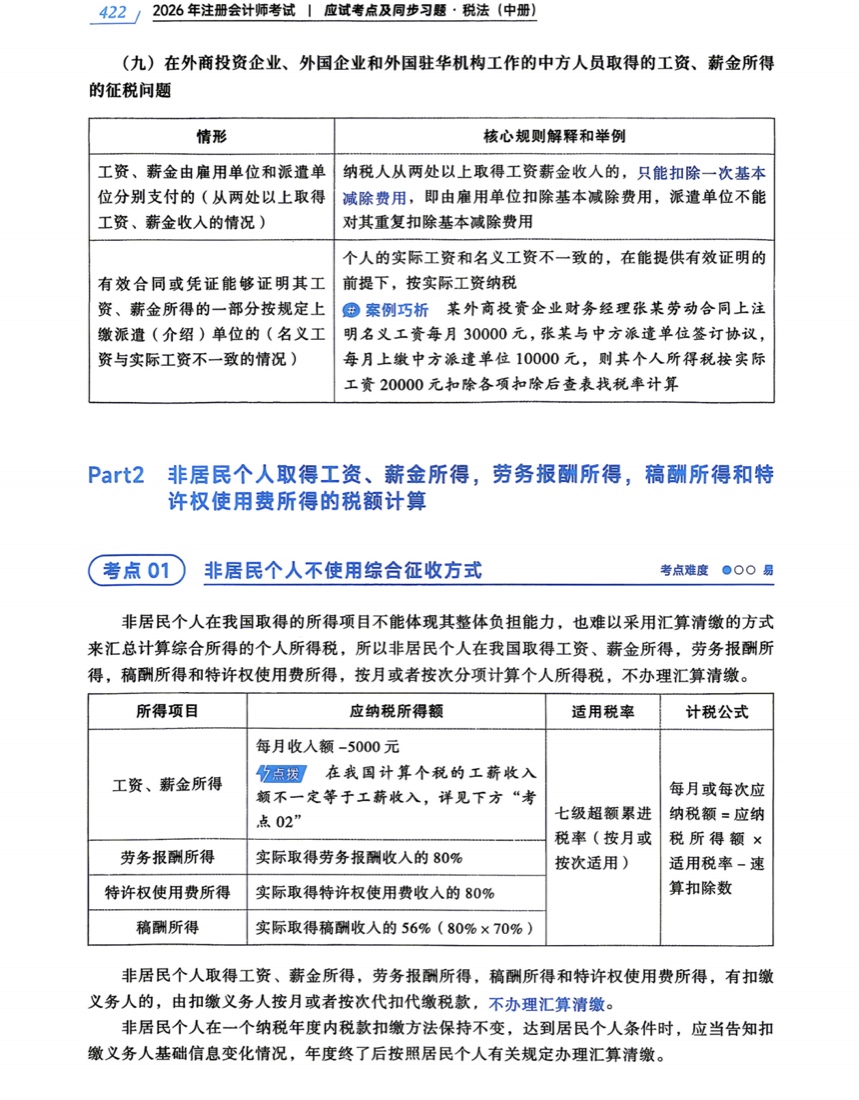 422
2026年注册会计师考试 | 应试考点及同步习题·税法(中册)
(九)在外商投资企业、外国企业和外国驻华机构工作的中方人员取得的工资、薪金所得
的征税问题
情形
核心规则解释和举例
工资、薪金由雇用单位和派遣单
位分别支付的(从两处以上取得
工资、薪金收入的情况)
纳税人从两处以上取得工资薪金收入的,只能扣除一次基本
减除费用,即由雇用单位扣除基本减除费用,派遣单位不能
对其重复扣除基本减除费用
有效合同或凭证能够证明其工
资、薪金所得的一部分按规定上
缴派遣(介绍)单位的(名义工
资与实际工资不一致的情况)
个人的实际工资和名义工资不一致的,在能提供有效证明的
前提下,按实际工资纳税
# 案例巧析 某外商投资企业财务经理张某劳动合同上注
明名义工资每月30000元,张某与中方派遣单位签订协议,
每月上缴中方派遣单位10000元,则其个人所得税按实际
工资20000元扣除各项扣除后查表找税率计算
Part2 非居民个人取得工资、薪金所得,劳务报酬所得,稿酬所得和特
许权使用费所得的税额计算
考点 01 非居民个人不使用综合征收方式 考点难度 易
非居民个人在我国取得的所得项目不能体现其整体负担能力,也难以采用汇算清缴的方式
来汇总计算综合所得的个人所得税,所以非居民个人在我国取得工资、薪金所得,劳务报酬所
得,稿酬所得和特许权使用费所得,按月或者按次分项计算个人所得税,不办理汇算清缴。
所得项目
应纳税所得额
适用税率
计税公式
工资、薪金所得
每月收入额-5000元
点拨 在我国计算个税的工薪收入
额不一定等于工薪收入,详见下方“考
点02”
七级超额累进
税率(按月或
按次适用)
每月或每次应
纳税额=应纳
税所得额×
适用税率-速
算扣除数
劳务报酬所得
实际取得劳务报酬收入的80%
特许权使用费所得
实际取得特许权使用费收入的80%
稿酬所得
实际取得稿酬收入的56%(80%×70%)
非居民个人取得工资、薪金所得,劳务报酬所得,稿酬所得和特许权使用费所得,有扣缴
义务人的,由扣缴义务人按月或者按次代扣代缴税款,不办理汇算清缴。
非居民个人在一个纳税年度内税款扣缴方法保持不变,达到居民个人条件时,应当告知扣
缴义务人基础信息变化情况,年度终了后按照居民个人有关规定办理汇算清缴。